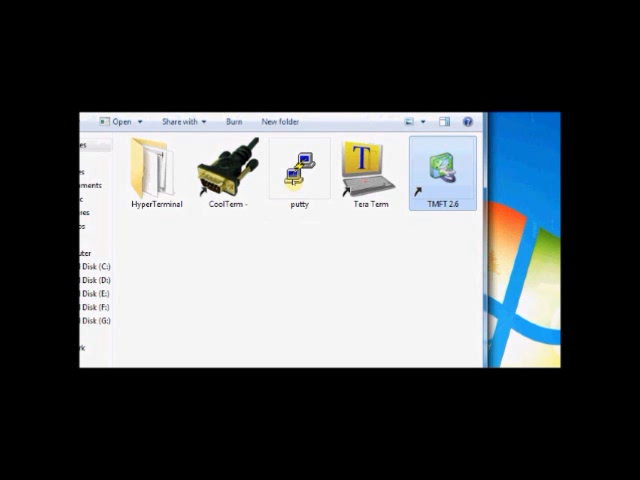 Open Share with Burn New folder
HyperTerminal CoolTerm - putty Tera Term TMFT 2.6
Disk (C:)
Disk (D:)
Disk (E:)
Disk (F:)
Disk (G:)
T